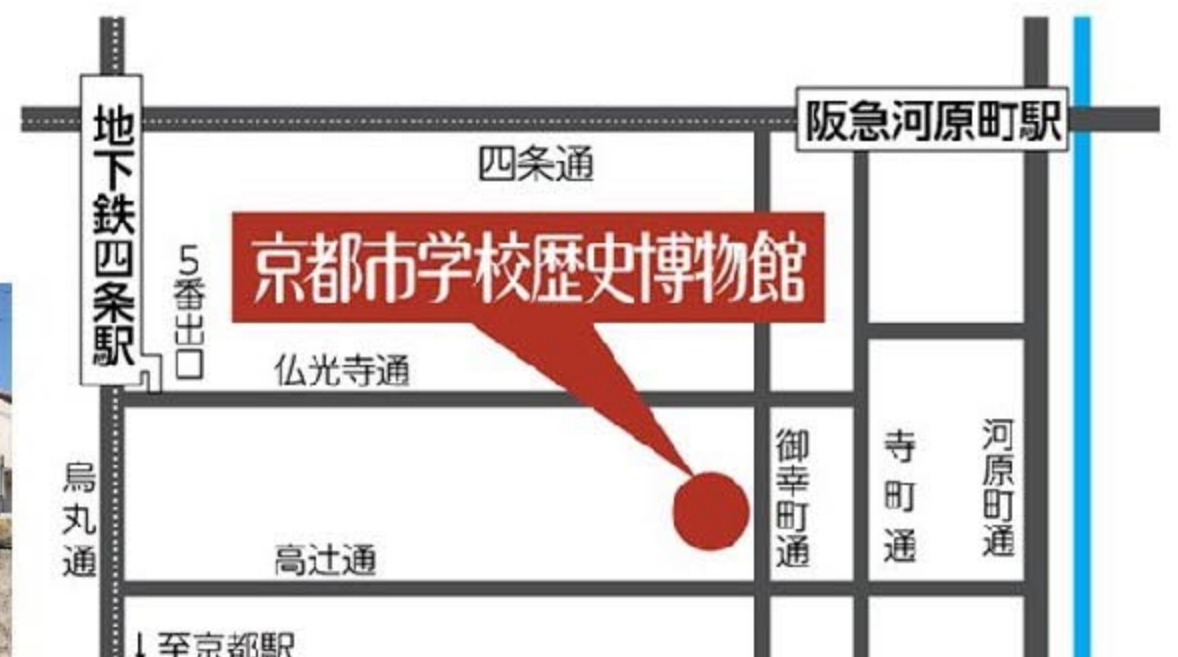 地下鉄四条駅
阪急河原町駅
四条通
京都市学校歴史博物館
5番出口
仏光寺通
御幸町通
寺町通
河原町通
烏丸通
高辻通
↓至京都駅